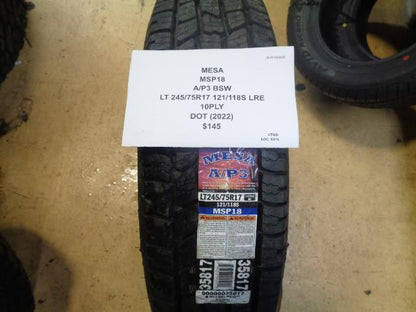 MESA
MSP18
A/P3 BSW
LT 245/75R17 121/118S LRE
10PLY
DOT (2022)
$145
MESA
A/P3
LT245/75R17
121/118S
MSP18
35817
35817